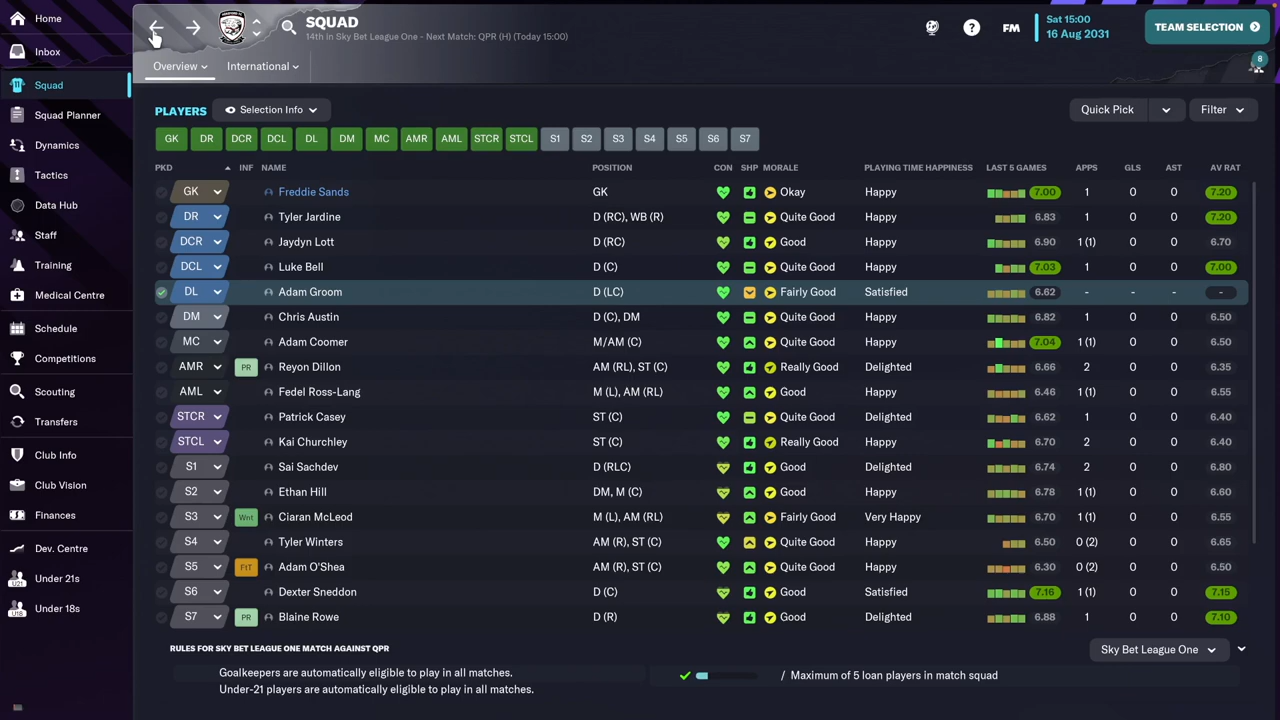 Home
Inbox
Squad
Squad Planner
Dynamics
Tactics
Data Hub
Staff
Training
Medical Centre
Schedule
Competitions
Scouting
Transfers
Club Info
Club Vision
Finances
Dev. Centre
Under 21s
Under 18s
SQUAD
14th In Sky Bet League One - Next Match: QPR (H) (Today 15:00)
FM
Sat 15:00
16 Aug 2031
TEAM SELECTION
Overview International
8
PLAYERS Selection Info Quick Pick Filter
GK DR DCR DCL DL DM MC AMR AML STCR STCL S1 S2 S3 S4 S5 S6 S7
PKD INF NAME POSITION CON SHP MORALE PLAYING TIME HAPPINESS LAST 5 GAMES APPS GLS AST AV RAT
GK Freddie Sands GK Okay Happy 7.00 1 0 0 7.20
DR Tyler Jardine D (RC), WB (R) Quite Good Happy 6.83 1 0 0 7.20
DCR Jaydyn Lott D (RC) Good Happy 6.90 1 (1) 0 0 6.70
DCL Luke Bell D (C) Quite Good Happy 7.03 1 0 0 7.00
DL Adam Groom D (LC) Fairly Good Satisfied 6.62 - - - -
DM Chris Austin D (C), DM Quite Good Happy 6.82 1 0 0 6.50
MC Adam Coomer M/AM (C) Quite Good Happy 7.04 1 (1) 0 0 6.50
AMR PR Reyon Dillon AM (RL), ST (C) Really Good Delighted 6.66 2 0 0 6.35
AML Fedel Ross-Lang M (L), AM (RL) Good Happy 6.46 1 (1) 0 0 6.55
STCR Patrick Casey ST (C) Quite Good Delighted 6.62 1 0 0 6.40
STCL Kai Churchley ST (C) Really Good Happy 6.70 2 0 0 6.40
S1 Sai Sachdev D (RLC) Good Delighted 6.74 2 0 0 6.80
S2 Ethan Hill DM, M (C) Good Happy 6.78 1 (1) 0 0 6.60
S3 Wnt Ciaran McLeod M (L), AM (RL) Fairly Good Very Happy 6.70 1 (1) 0 0 6.55
S4 Tyler Winters AM (R), ST (C) Good Happy 6.50 0 (2) 0 0 6.65
S5 FtT Adam O'Shea AM (R), ST (C) Good Happy 6.30 0 (2) 0 0 6.60
S6 Dexter Sneddon D (C) Good Satisfied 7.16 1 (1) 0 0 7.15
S7 PR Blaine Rowe D (R) Good Delighted 6.88 1 0 0 7.10
RULES FOR SKY BET LEAGUE ONE MATCH AGAINST QPR Sky Bet League One
Goalkeepers are automatically eligible to play in all matches.
Under-21 players are automatically eligible to play in all matches.
/ Maximum of 5 loan players in match squad